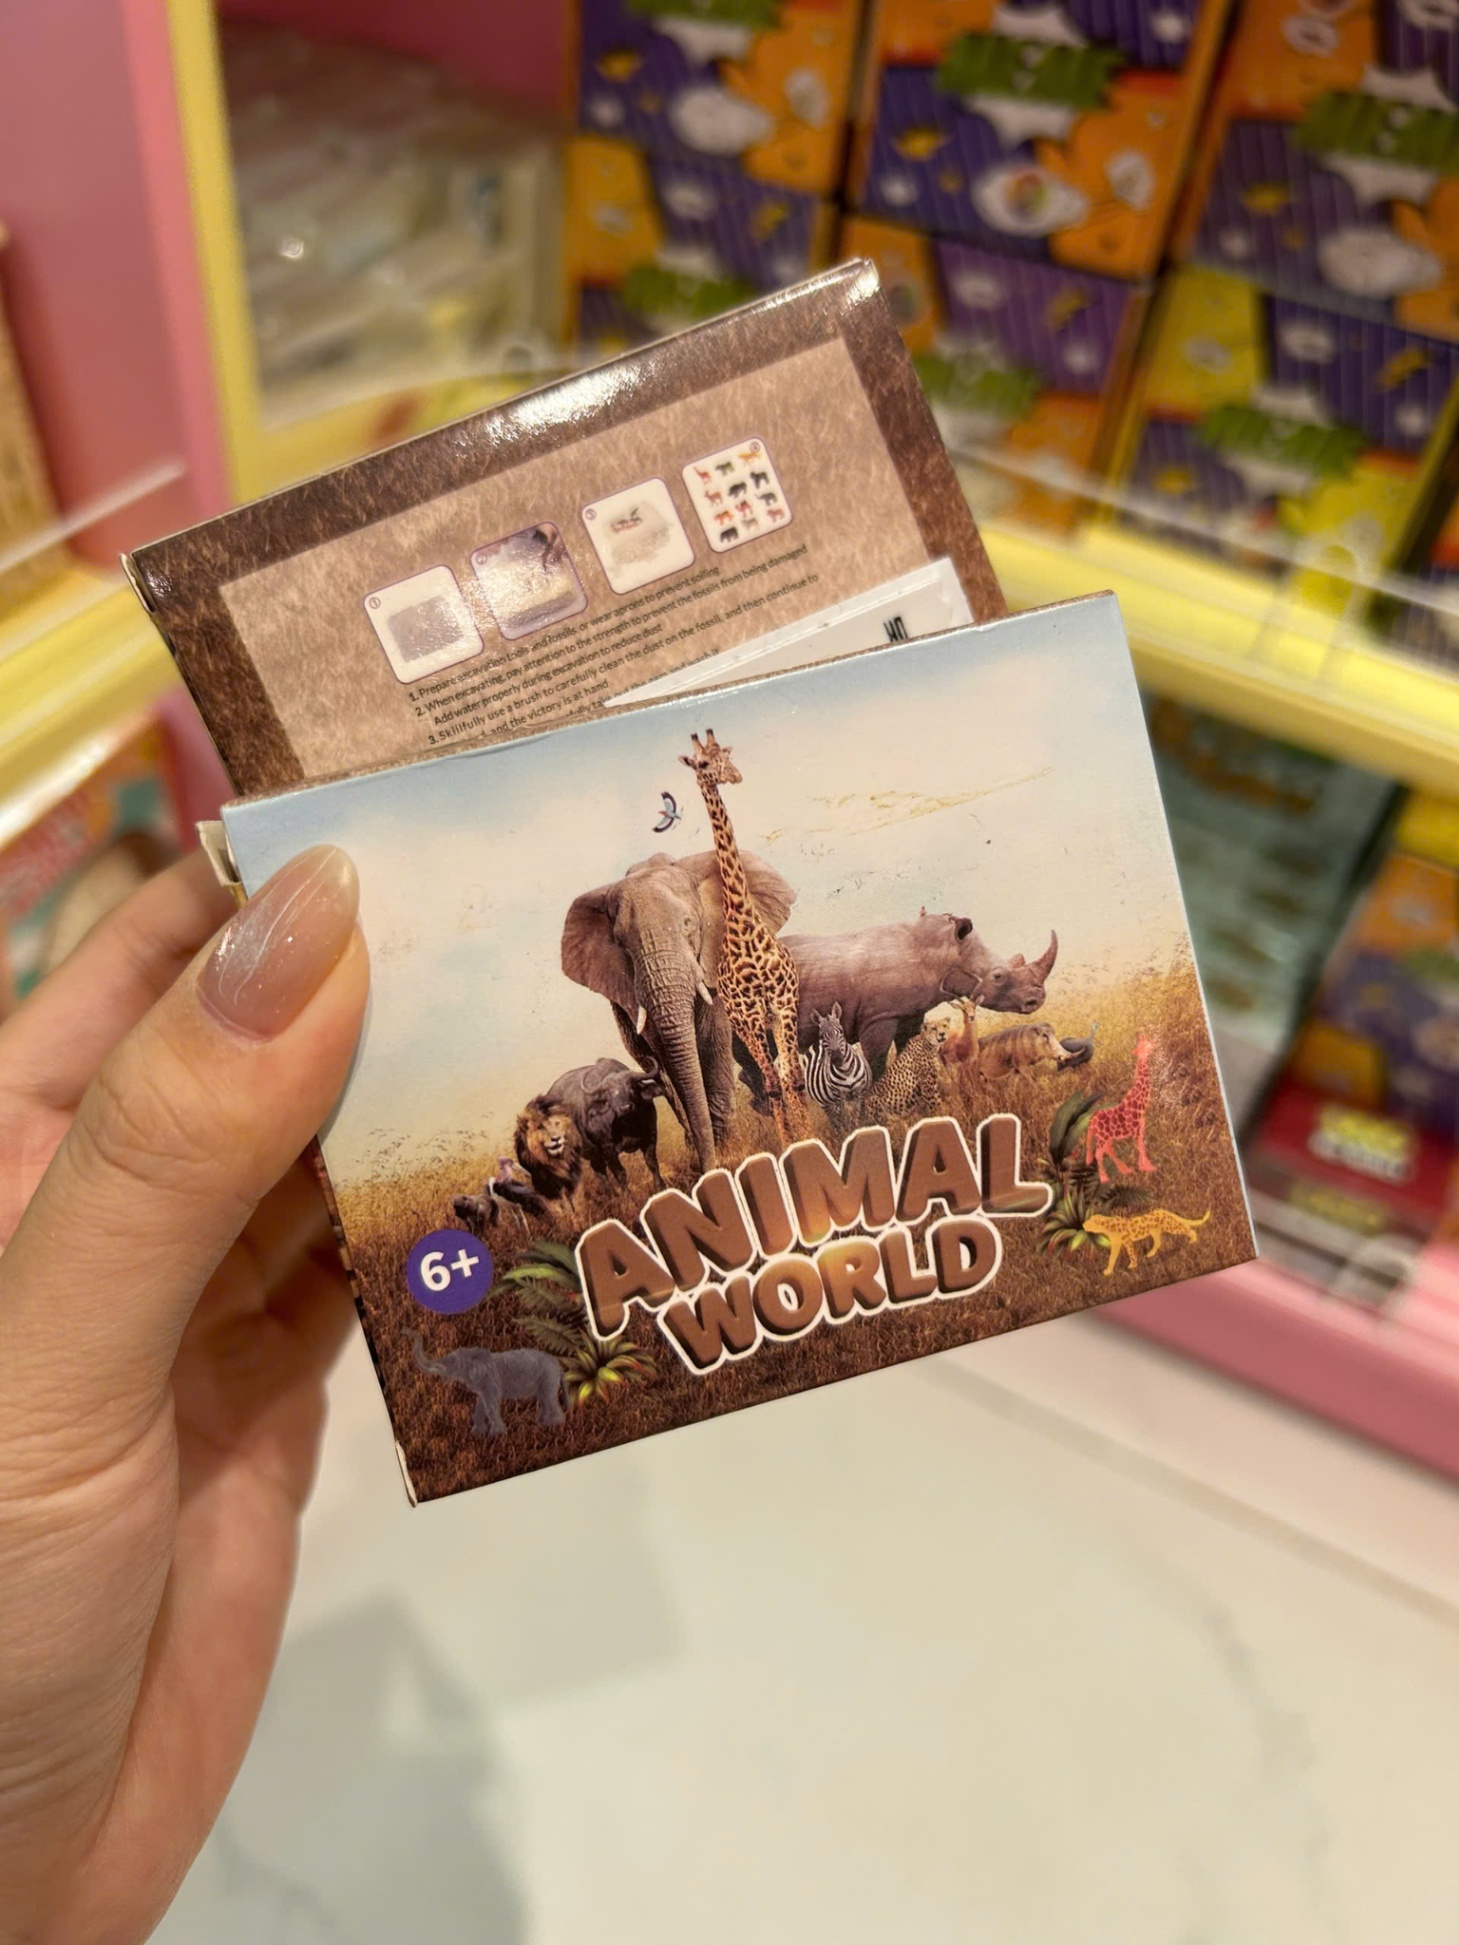 1. Prepare excavation tools and fossils, or wear aprons to prevent soiling
2. When excavating, pay attention to the strength to prevent the fossils from being damaged
Add water properly during excavation to reduce dust
3. Skillfully use a brush to carefully clean the dust on the fossil, and then continue to
and the victory is at hand
6+
ANIMAL
WORLD